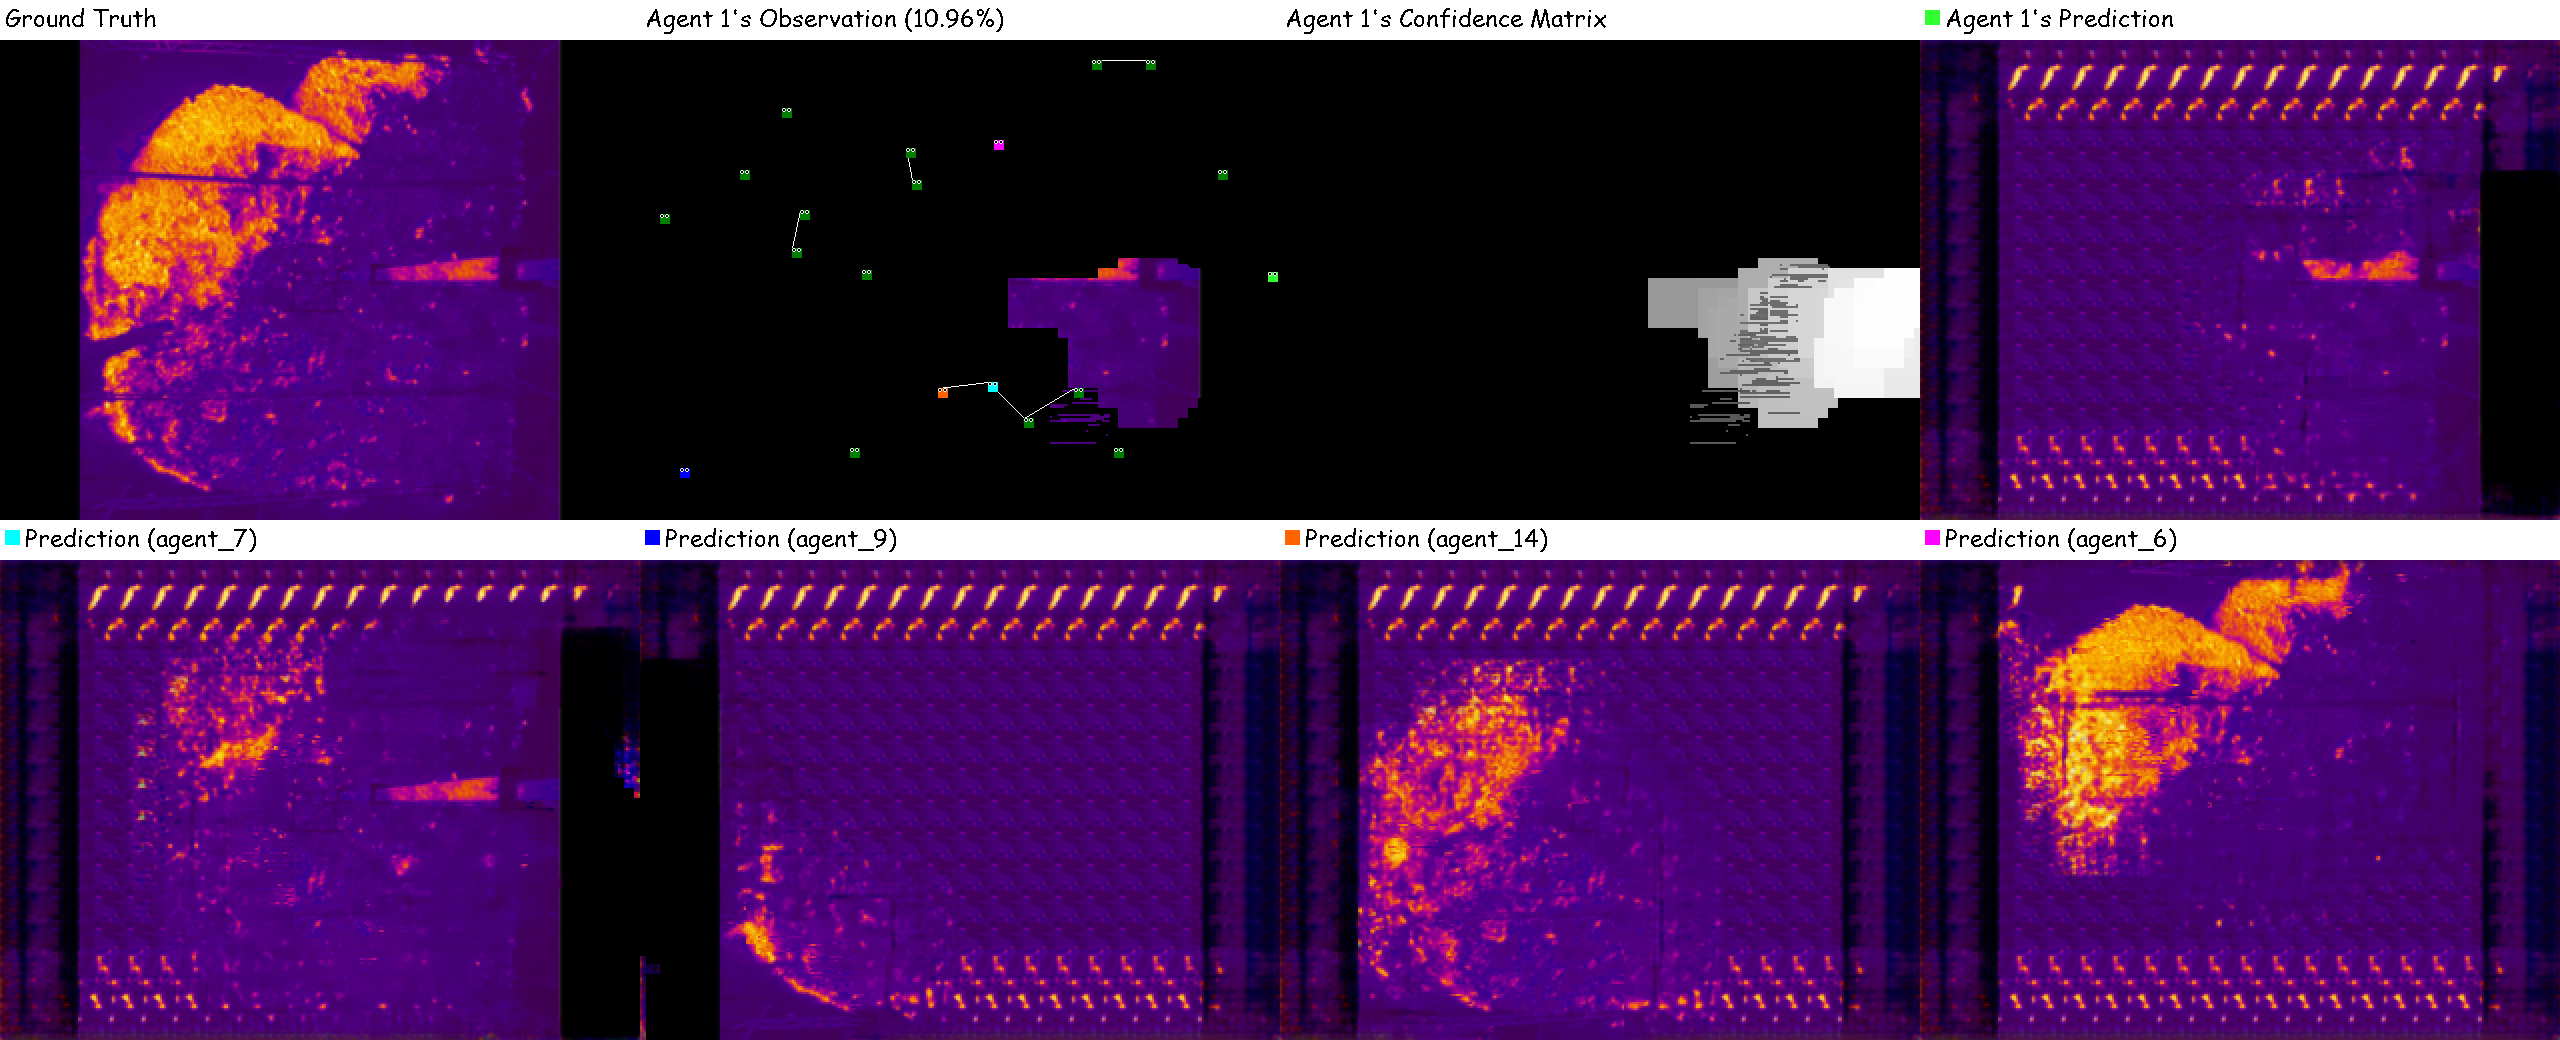 Ground Truth
Agent 1's Observation (10.96%)
Agent 1's Confidence Matrix
Agent 1's Prediction
Prediction (agent_7)
Prediction (agent_9)
Prediction (agent_14)
Prediction (agent_6)